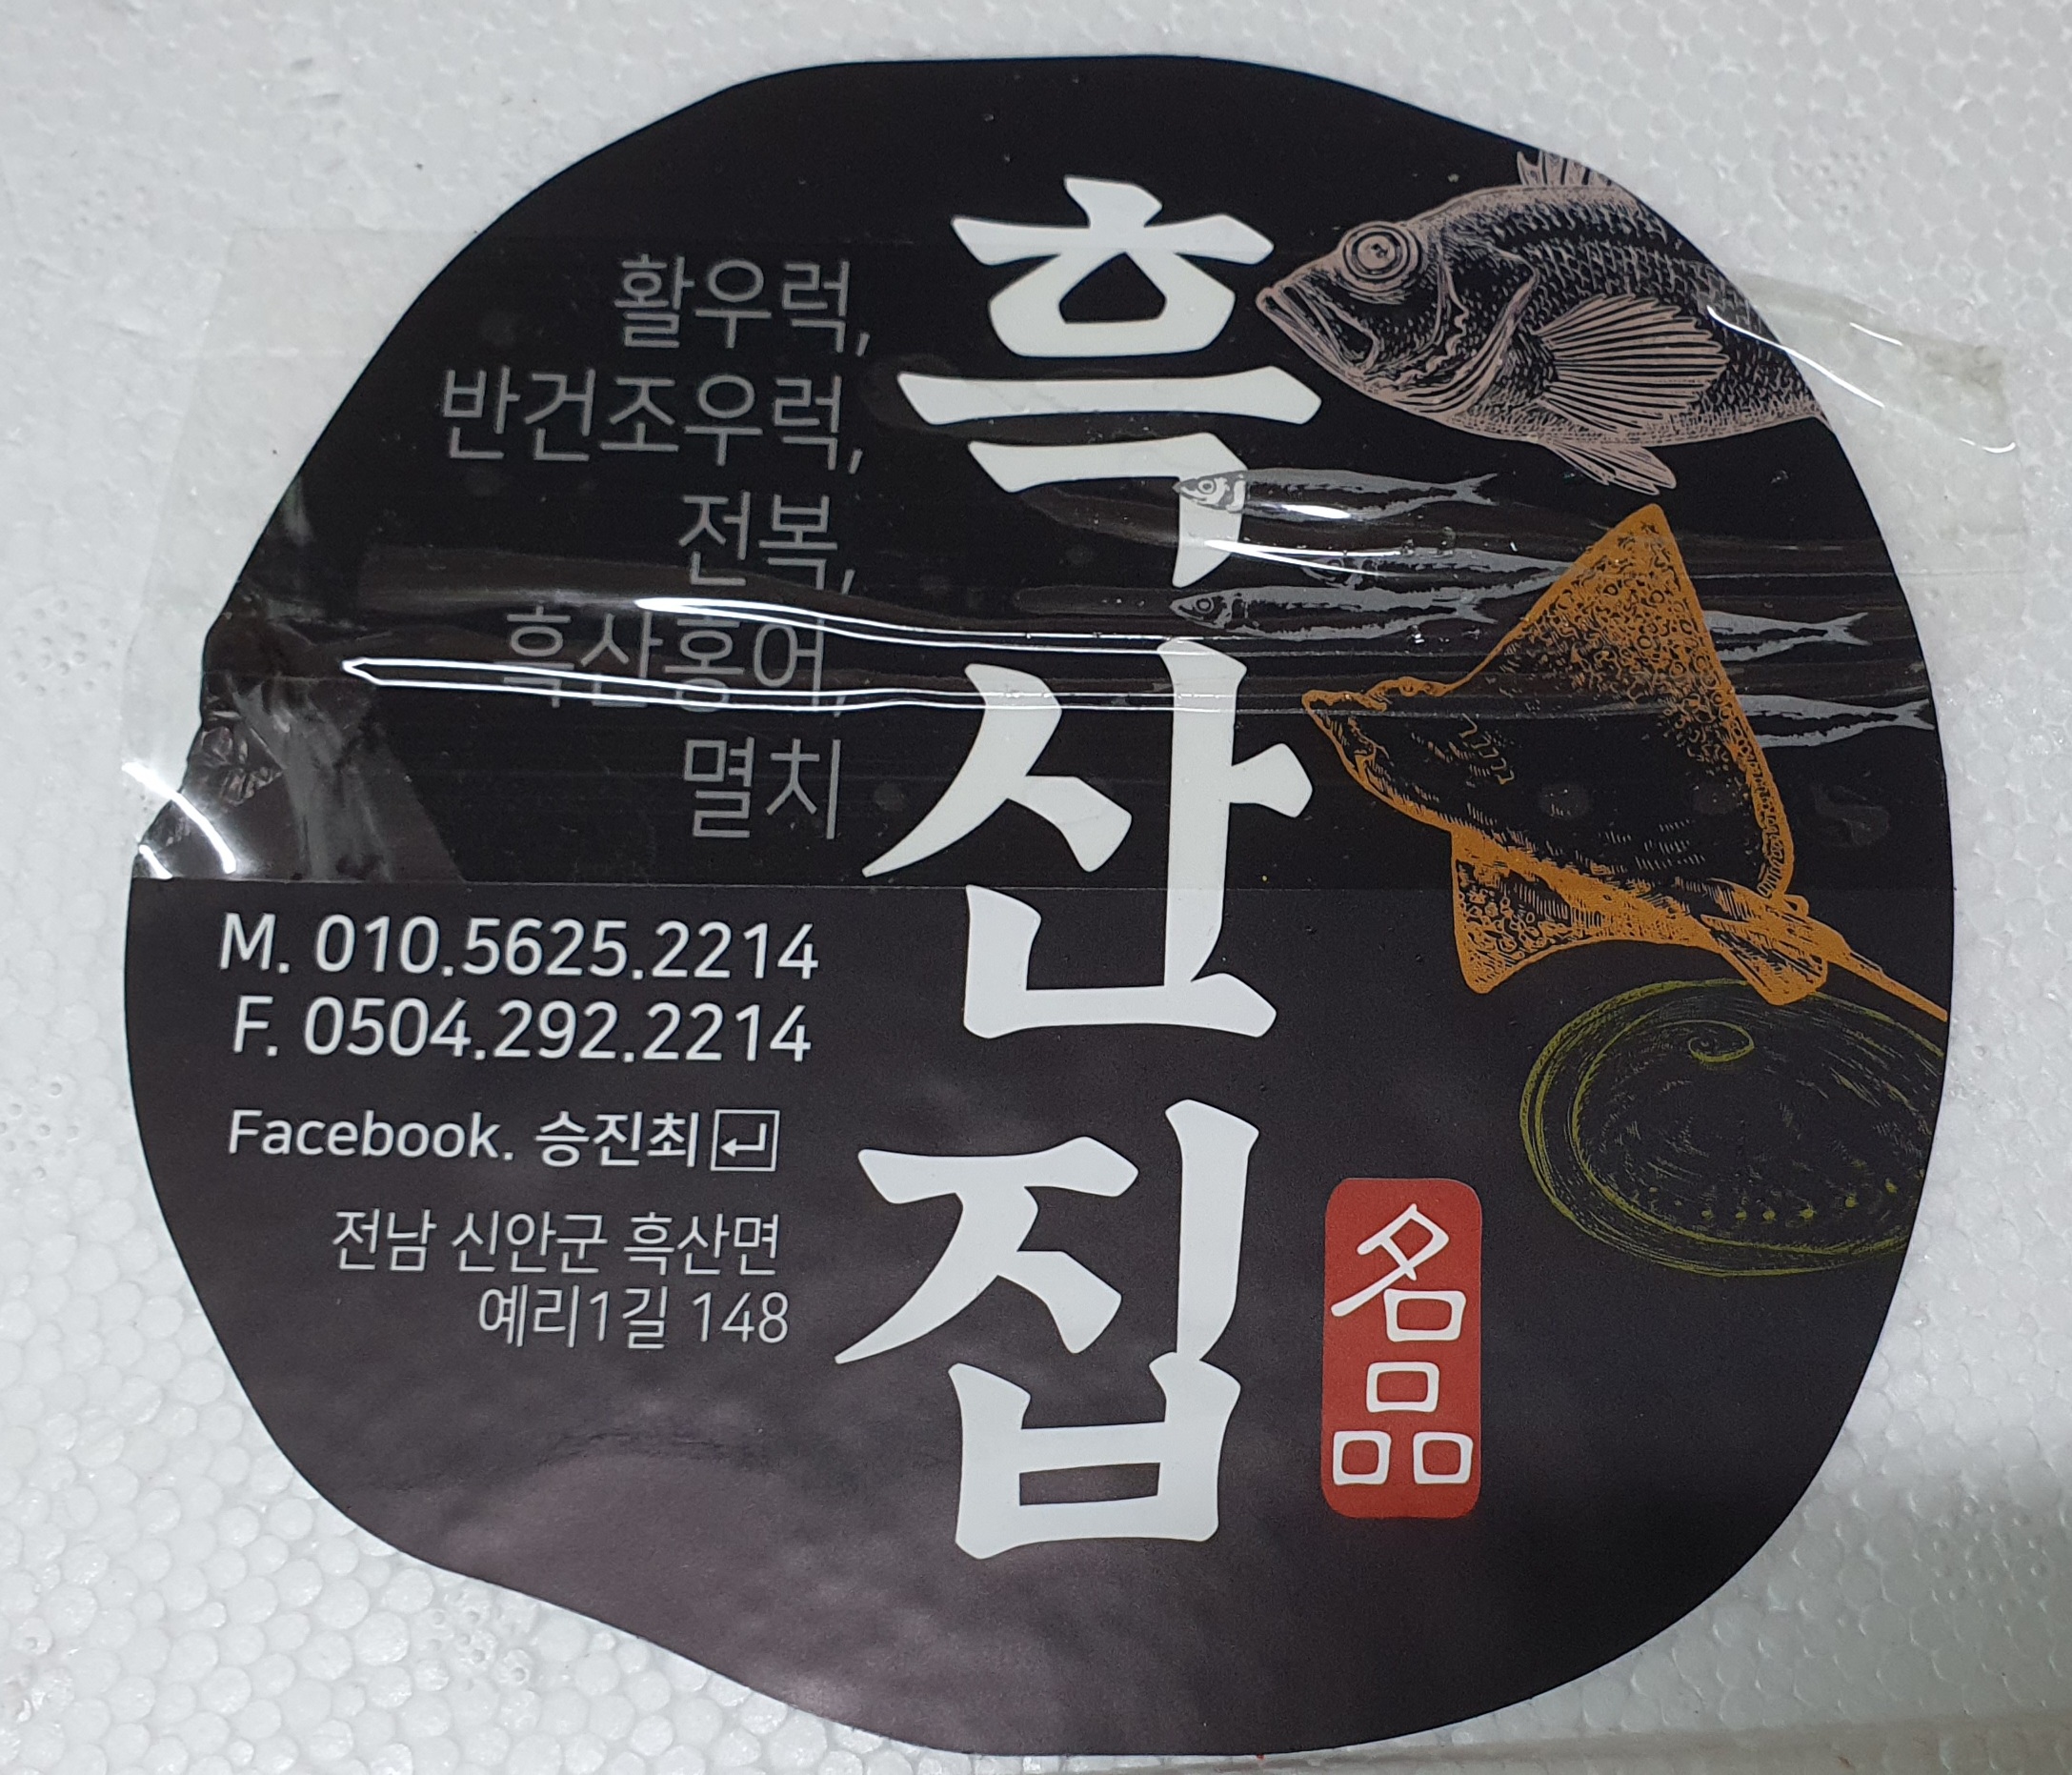 흑산집
名品
활우럭,
반건조우럭,
전복,
흑산홍어,
멸치
M. 010.5625.2214
F. 0504.292.2214
Facebook. 승진최
전남 신안군 흑산면
예리1길 148